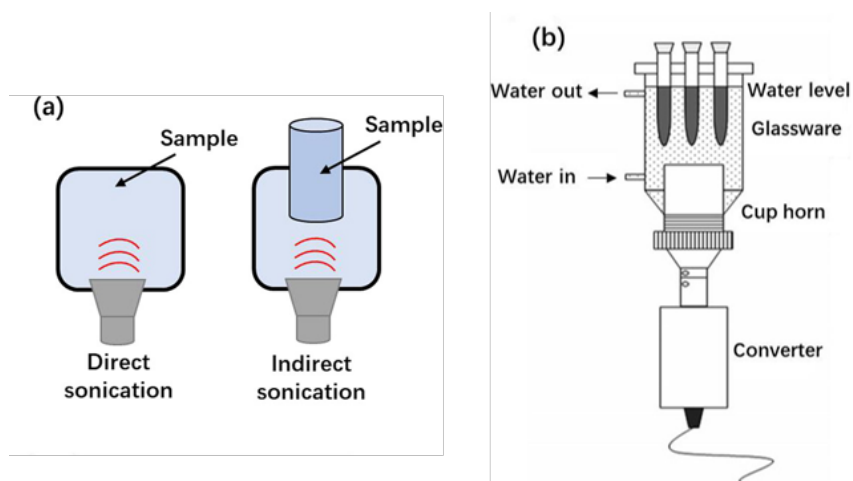 (a)
Sample
Sample
Direct
sonication
Indirect
sonication
(b)
Water out
Water level
Glassware
Water in
Cup horn
Converter